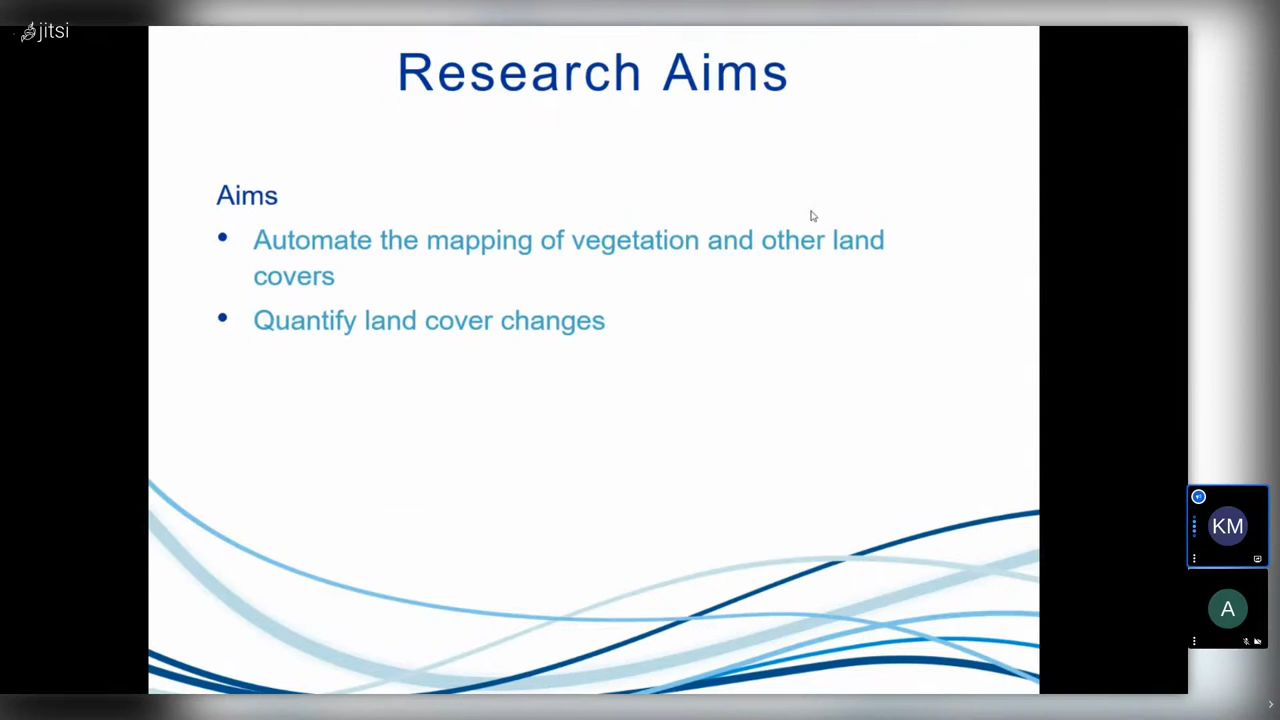 jitsi
Research Aims
Aims
• Automate the mapping of vegetation and other land
covers
• Quantify land cover changes
KM
A